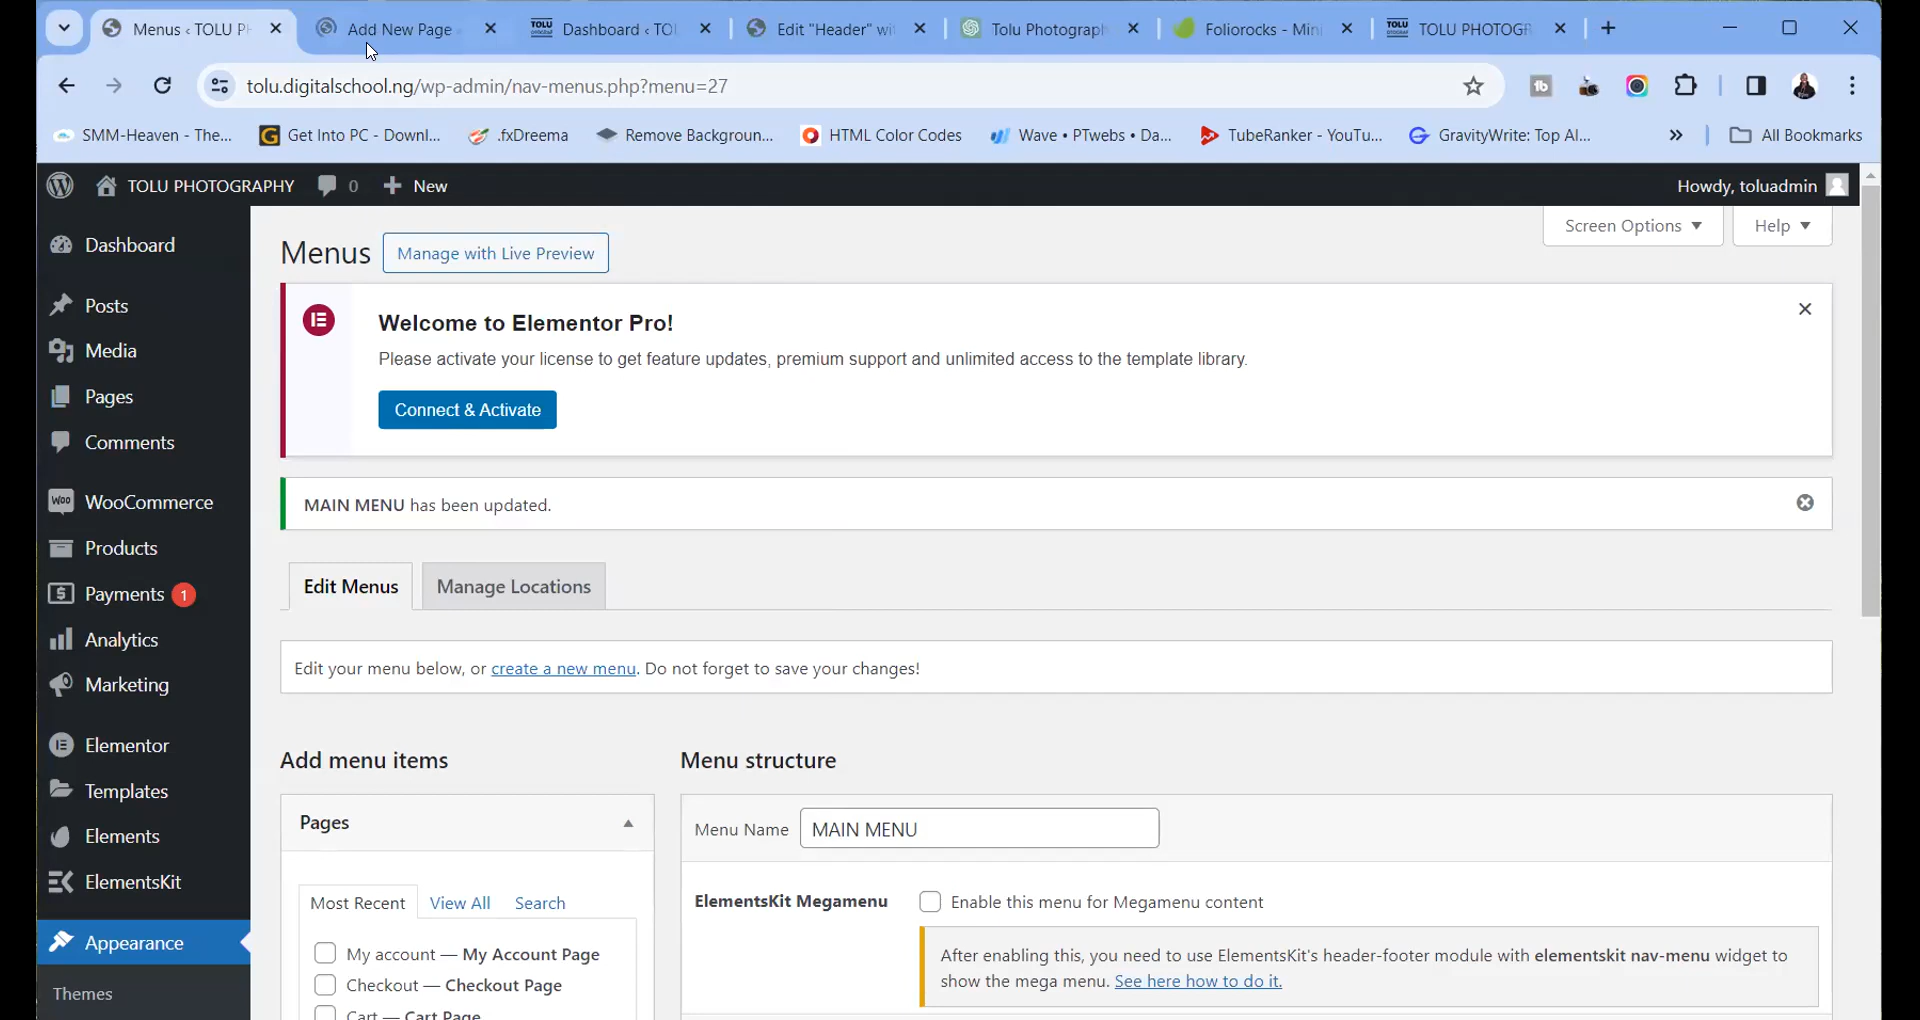 Menus ‹ TOLU P
Add New Page
TOLU Dashboard ‹ TO
Edit "Header" wi
Tolu Photograph
Foliorocks - Mini
TOLU TOLU PHOTOGR
tolu.digitalschool.ng/wp-admin/nav-menus.php?menu=27
SMM-Heaven - The...
Get Into PC - Downl...
.fxDreema
Remove Backgroun...
HTML Color Codes
Wave • PTwebs • Da...
TubeRanker - YouTu...
GravityWrite: Top AI...
» All Bookmarks
TOLU PHOTOGRAPHY
0
+ New
Howdy, toluadmin
Screen Options ▼
Help ▼
Dashboard
Posts
Media
Pages
Comments
WooCommerce
Products
Payments 1
Analytics
Marketing
Elementor
Templates
Elements
ElementsKit
Appearance
Themes
Menus
Manage with Live Preview
Welcome to Elementor Pro!
Please activate your license to get feature updates, premium support and unlimited access to the template library.
Connect & Activate
MAIN MENU has been updated.
Edit Menus
Manage Locations
Edit your menu below, or create a new menu. Do not forget to save your changes!
Add menu items
Pages
Most Recent
View All
Search
My account — My Account Page
Checkout — Checkout Page
Cart — Cart Page
Menu structure
Menu Name MAIN MENU
ElementsKit Megamenu
Enable this menu for Megamenu content
After enabling this, you need to use ElementsKit's header-footer module with elementskit nav-menu widget to
show the mega menu. See here how to do it.